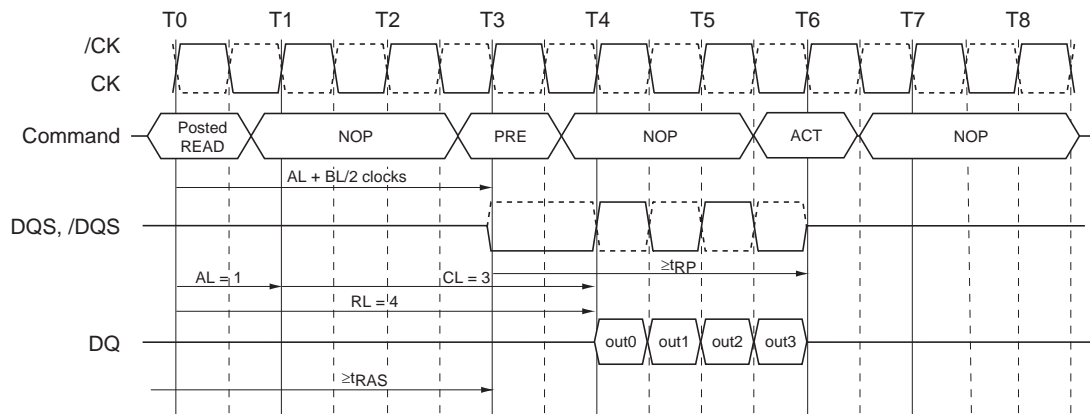 T0 T1 T2 T3 T4 T5 T6 T7 T8
/CK
CK
Command
Posted
READ
NOP
PRE
NOP
ACT
NOP
AL + BL/2 clocks
DQS, /DQS
≥tRP
AL = 1
CL = 3
RL = 4
DQ
out0 out1 out2 out3
≥tRAS